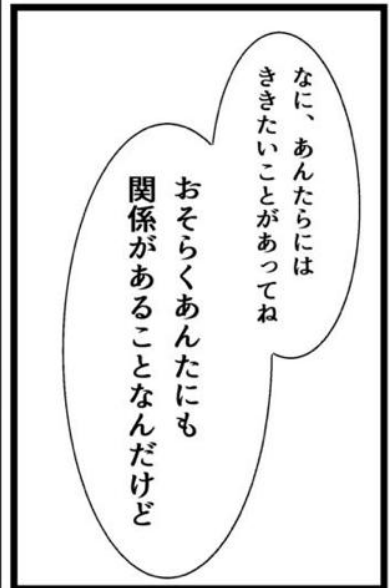 なに、あんたらには
ききたいことがあってね
おそらくあんたにも
関係があることなんだけど